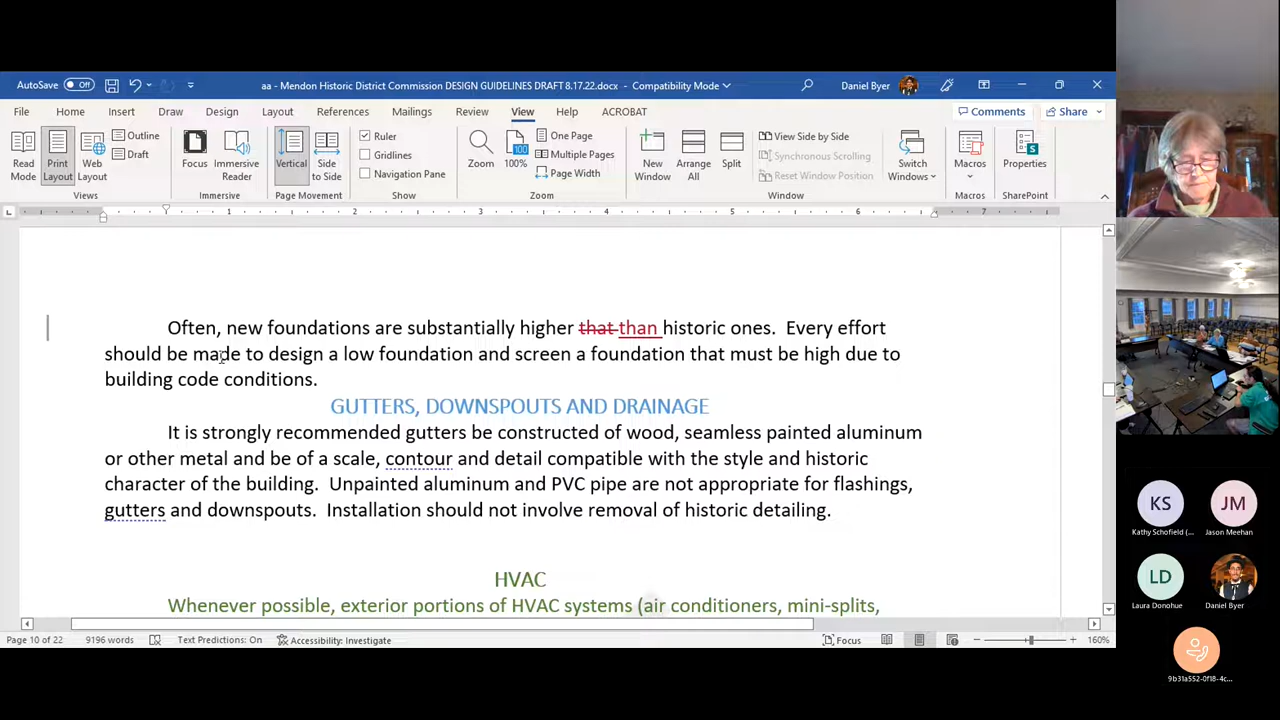 AutoSave Off
aa - Mendon Historic District Commission DESIGN GUIDELINES DRAFT 8.17.22.docx - Compatibility Mode
Daniel Byer
File Home Insert Draw Design Layout References Mailings Review View Help ACROBAT
Comments Share
Read Mode
Print Layout
Web Layout
Outline
Draft
Views
Focus
Immersive Reader
Immersive
Vertical
Side to Side
Page Movement
Ruler
Gridlines
Navigation Pane
Show
Zoom
100
100%
One Page
Multiple Pages
Page Width
Zoom
New Window
Arrange All
Split
View Side by Side
Synchronous Scrolling
Reset Window Position
Window
Switch Windows
Macros
Macros
Properties
SharePoint
1 2 3 4 5 6 7
Often, new foundations are substantially higher that than historic ones. Every effort
should be made to design a low foundation and screen a foundation that must be high due to
building code conditions.
GUTTERS, DOWNSPOUTS AND DRAINAGE
It is strongly recommended gutters be constructed of wood, seamless painted aluminum
or other metal and be of a scale, contour and detail compatible with the style and historic
character of the building. Unpainted aluminum and PVC pipe are not appropriate for flashings,
gutters and downspouts. Installation should not involve removal of historic detailing.
HVAC
Whenever possible, exterior portions of HVAC systems (air conditioners, mini-splits,
Page 10 of 22 9196 words Text Predictions: On Accessibility: Investigate Focus 160%
KS
Kathy Schofield (...
JM
Jason Meehan
LD
Laura Donohue
Daniel Byer
9b31a552-0f18-4c...